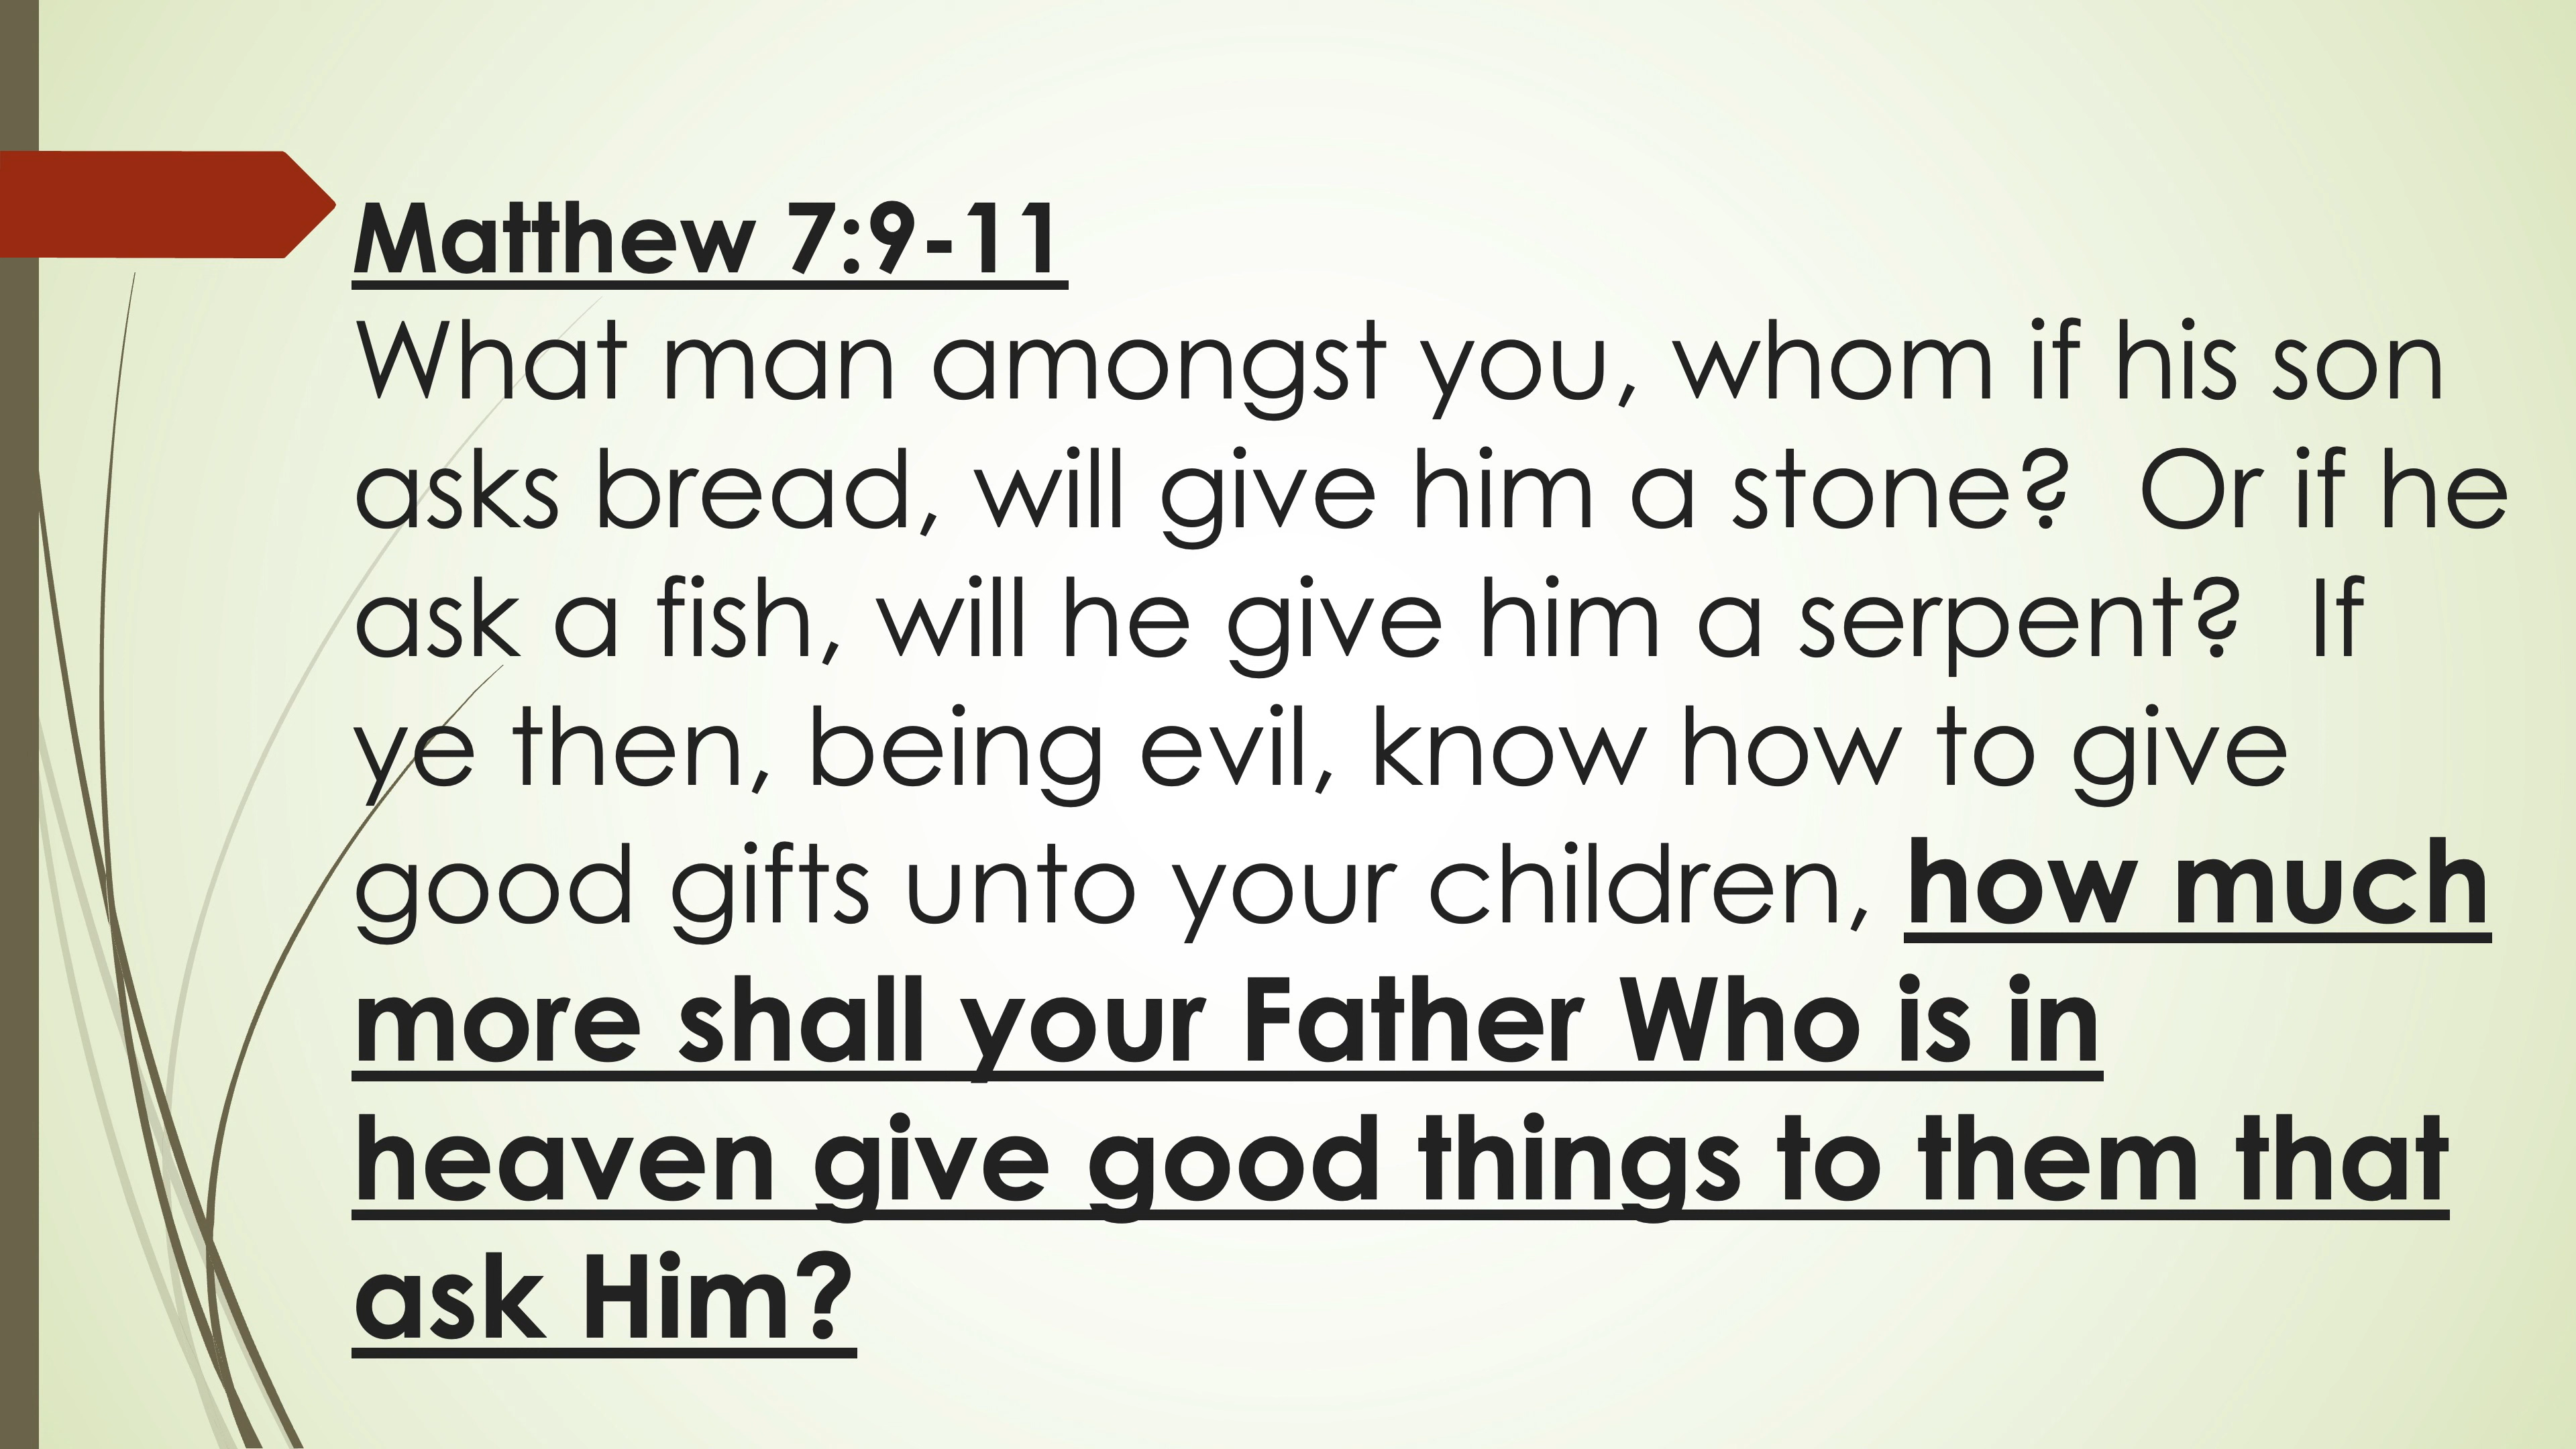 Matthew 7:9-11
What man amongst you, whom if his son
asks bread, will give him a stone?  Or if he
ask a fish, will he give him a serpent?  If
ye then, being evil, know how to give
good gifts unto your children, how much
more shall your Father Who is in
heaven give good things to them that
ask Him?